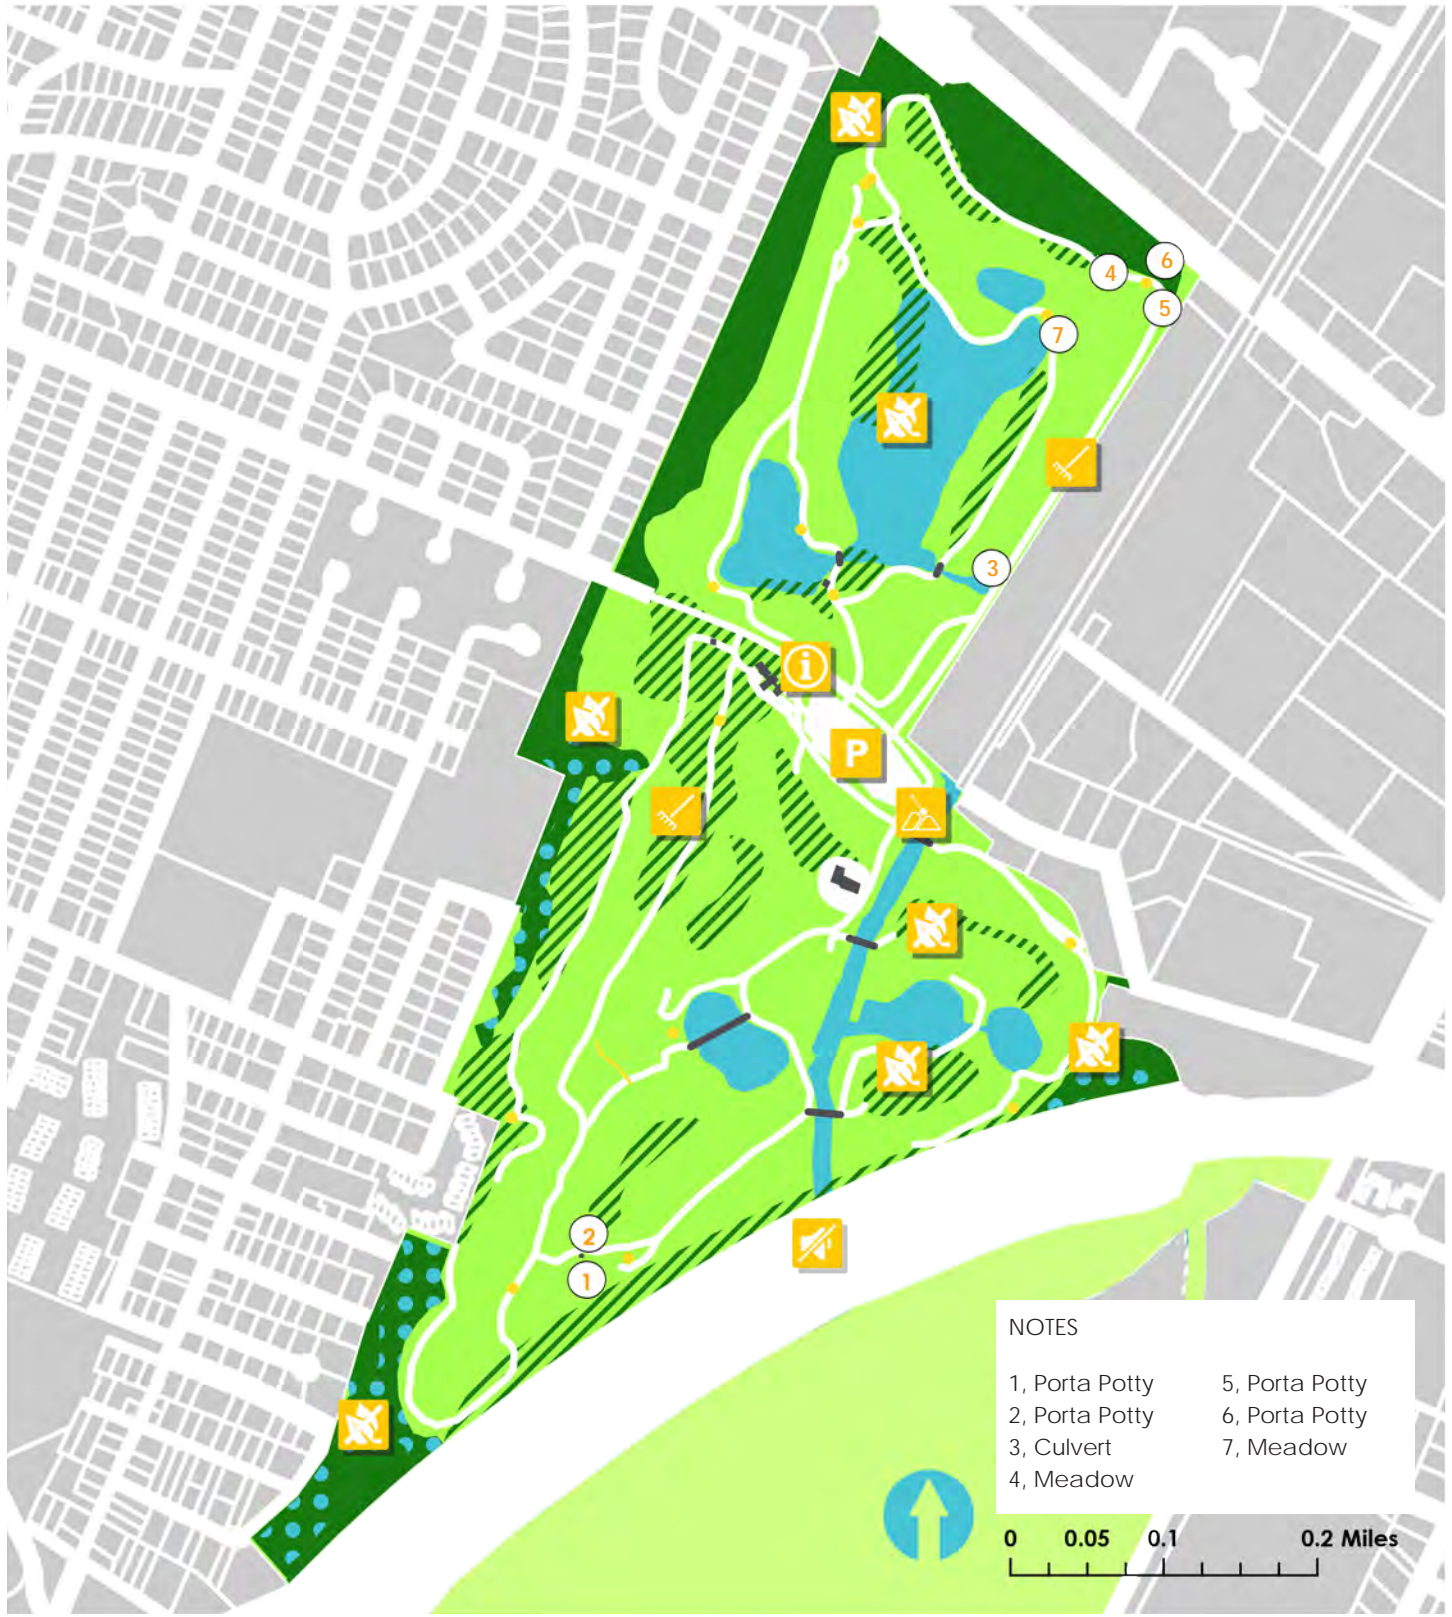 6
4
5
7
3
i
P
2
1
NOTES
1, Porta Potty
2, Porta Potty
3, Culvert
4, Meadow
5, Porta Potty
6, Porta Potty
7, Meadow
0 0.05 0.1 0.2 Miles